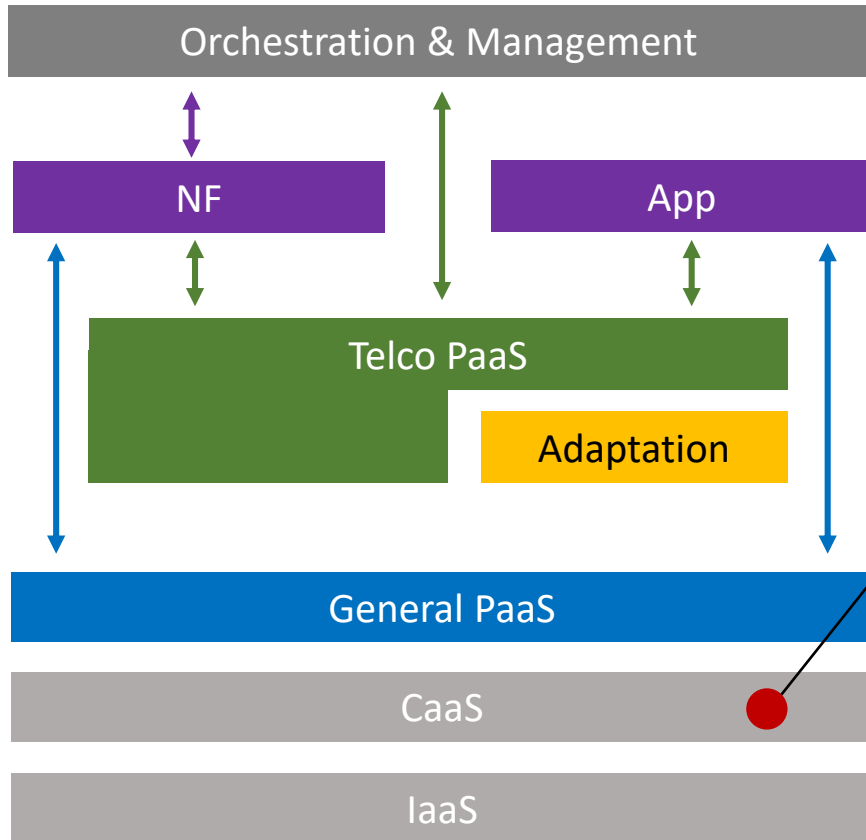 Orchestration & Management
NF
App
Telco PaaS
Adaptation
General PaaS
CaaS
IaaS